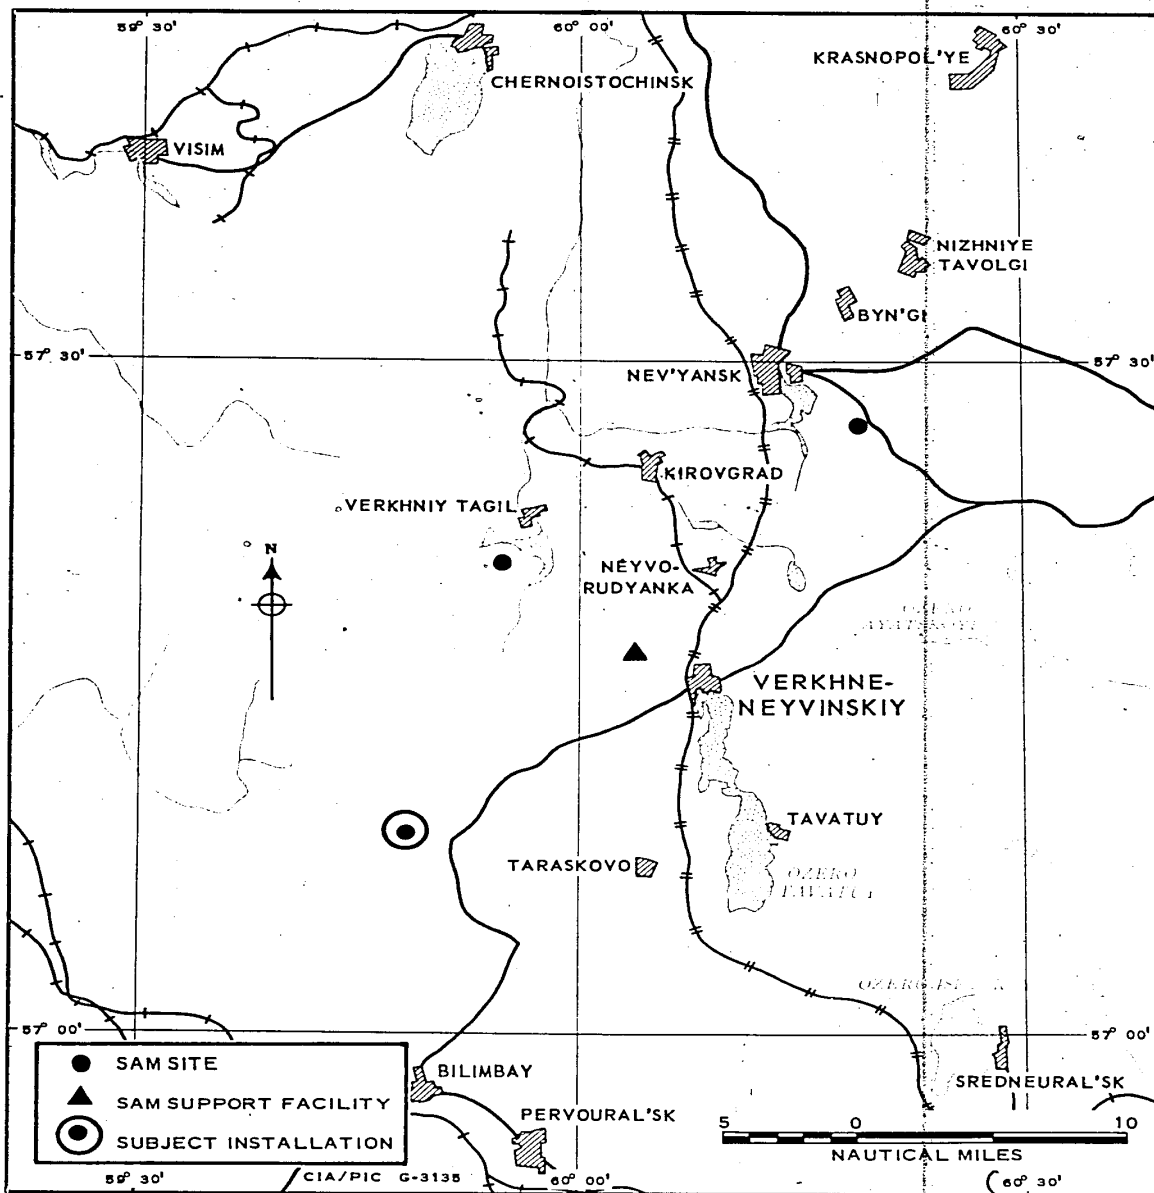 59° 30'
60° 00'
60° 30'
KRASNOPOL'YE
CHERNOISTOCHINSK
VISIM
NIZHNIYE
TAVOLGI
BYN'GI
57° 30'
57° 30'
NEV'YANSK
KIROVGRAD
VERKHNIY TAGIL
N
NEYVO-
RUDYANKA
OZERO
VERKHNE-
NEYVINSKIY
TAVATUY
TARASKOVO
OZERO
TAVATUY
57° 00'
57° 00'
SAM SITE
SAM SUPPORT FACILITY
SUBJECT INSTALLATION
BILIMBAY
PERVOURAL'SK
SREDNEURAL'SK
5 0 10
NAUTICAL MILES
59° 30'
CIA/PIC G-3135
60° 00'
60° 30'